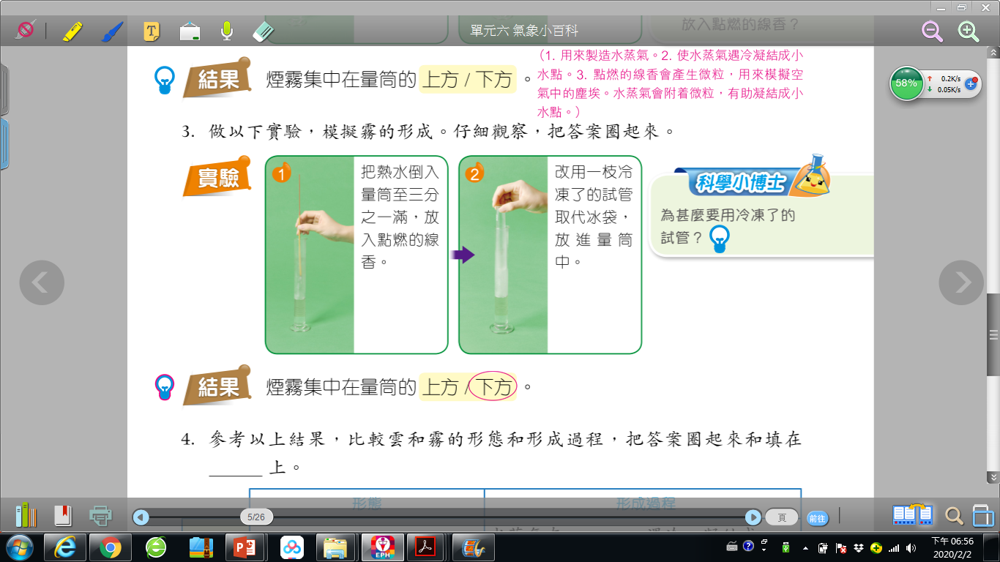 單元六 氣象小百科
放入點燃的線香？
（1. 用來製造水蒸氣。2. 使水蒸氣遇冷凝結成小
水點。3. 點燃的線香會產生微粒，用來模擬空
氣中的塵埃。水蒸氣會附着微粒，有助凝結成小
水點。）
結果 煙霧集中在量筒的 上方 / 下方 。
58%
0.2K/s
0.05K/s
3. 做以下實驗，模擬霧的形成。仔細觀察，把答案圈起來。
實驗
1
把熱水倒入
量筒至三分
之一滿，放
入點燃的線
香。
2
改用一枝冷
凍了的試管
取代冰袋，
放進量筒
中。
科學小博士
為甚麼要用冷凍了的
試管？
結果 煙霧集中在量筒的 上方 / 下方 。
4. 參考以上結果，比較雲和霧的形態和形成過程，把答案圈起來和填在
______ 上。
形態 形成過程
5/26
頁
前往
EPH
下午 06:56
2020/2/2